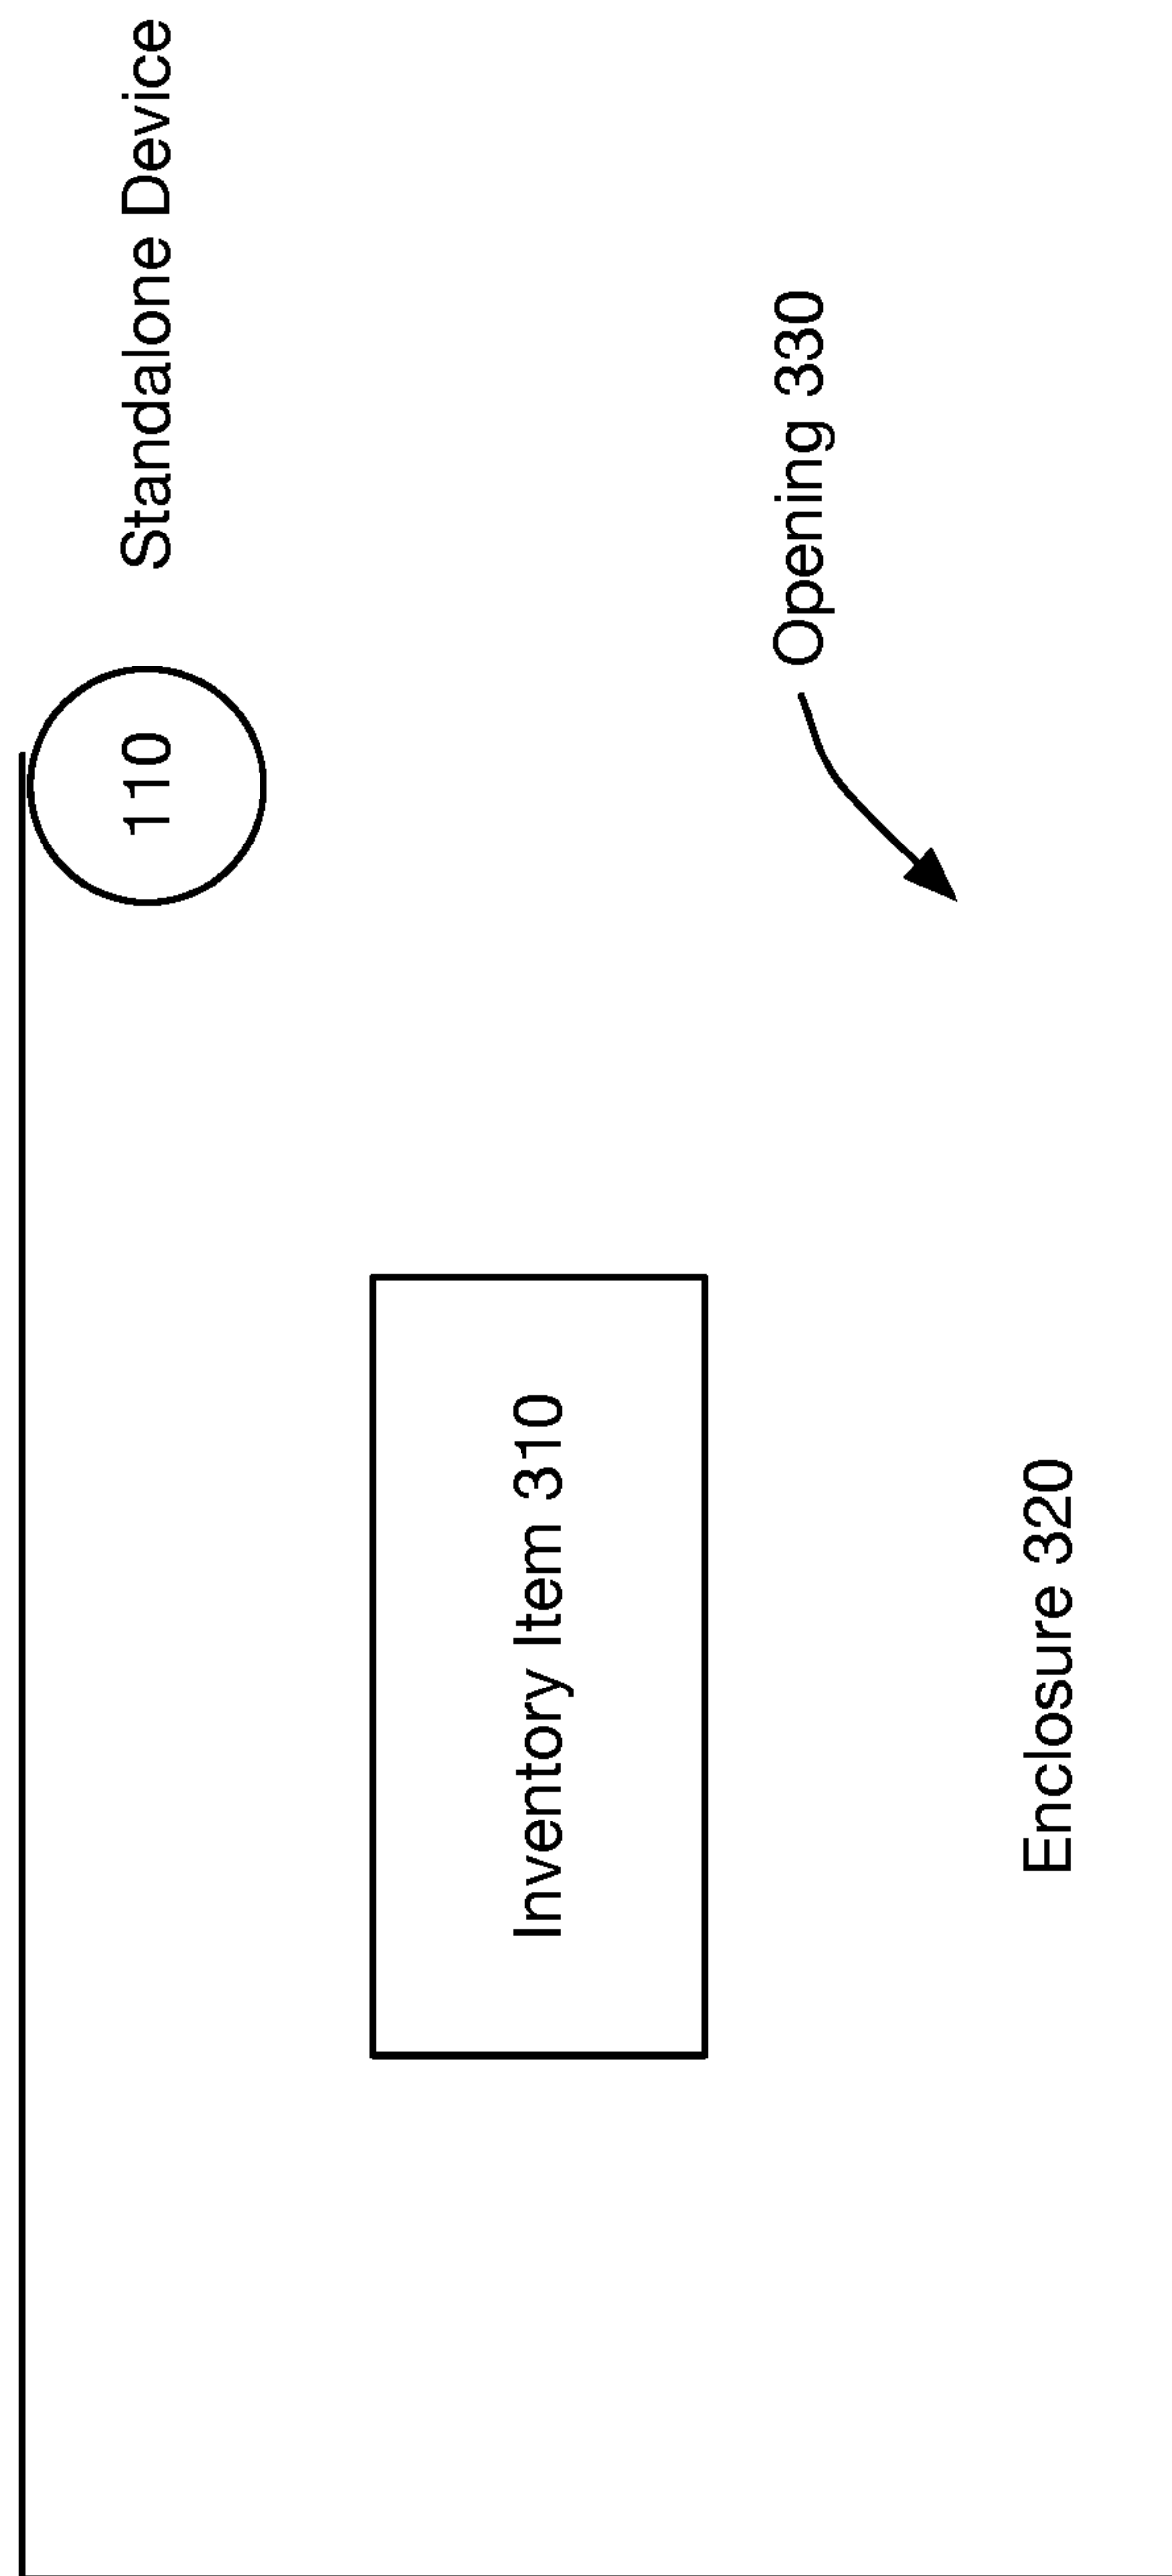 110 Standalone Device
Inventory Item 310
Opening 330
Enclosure 320